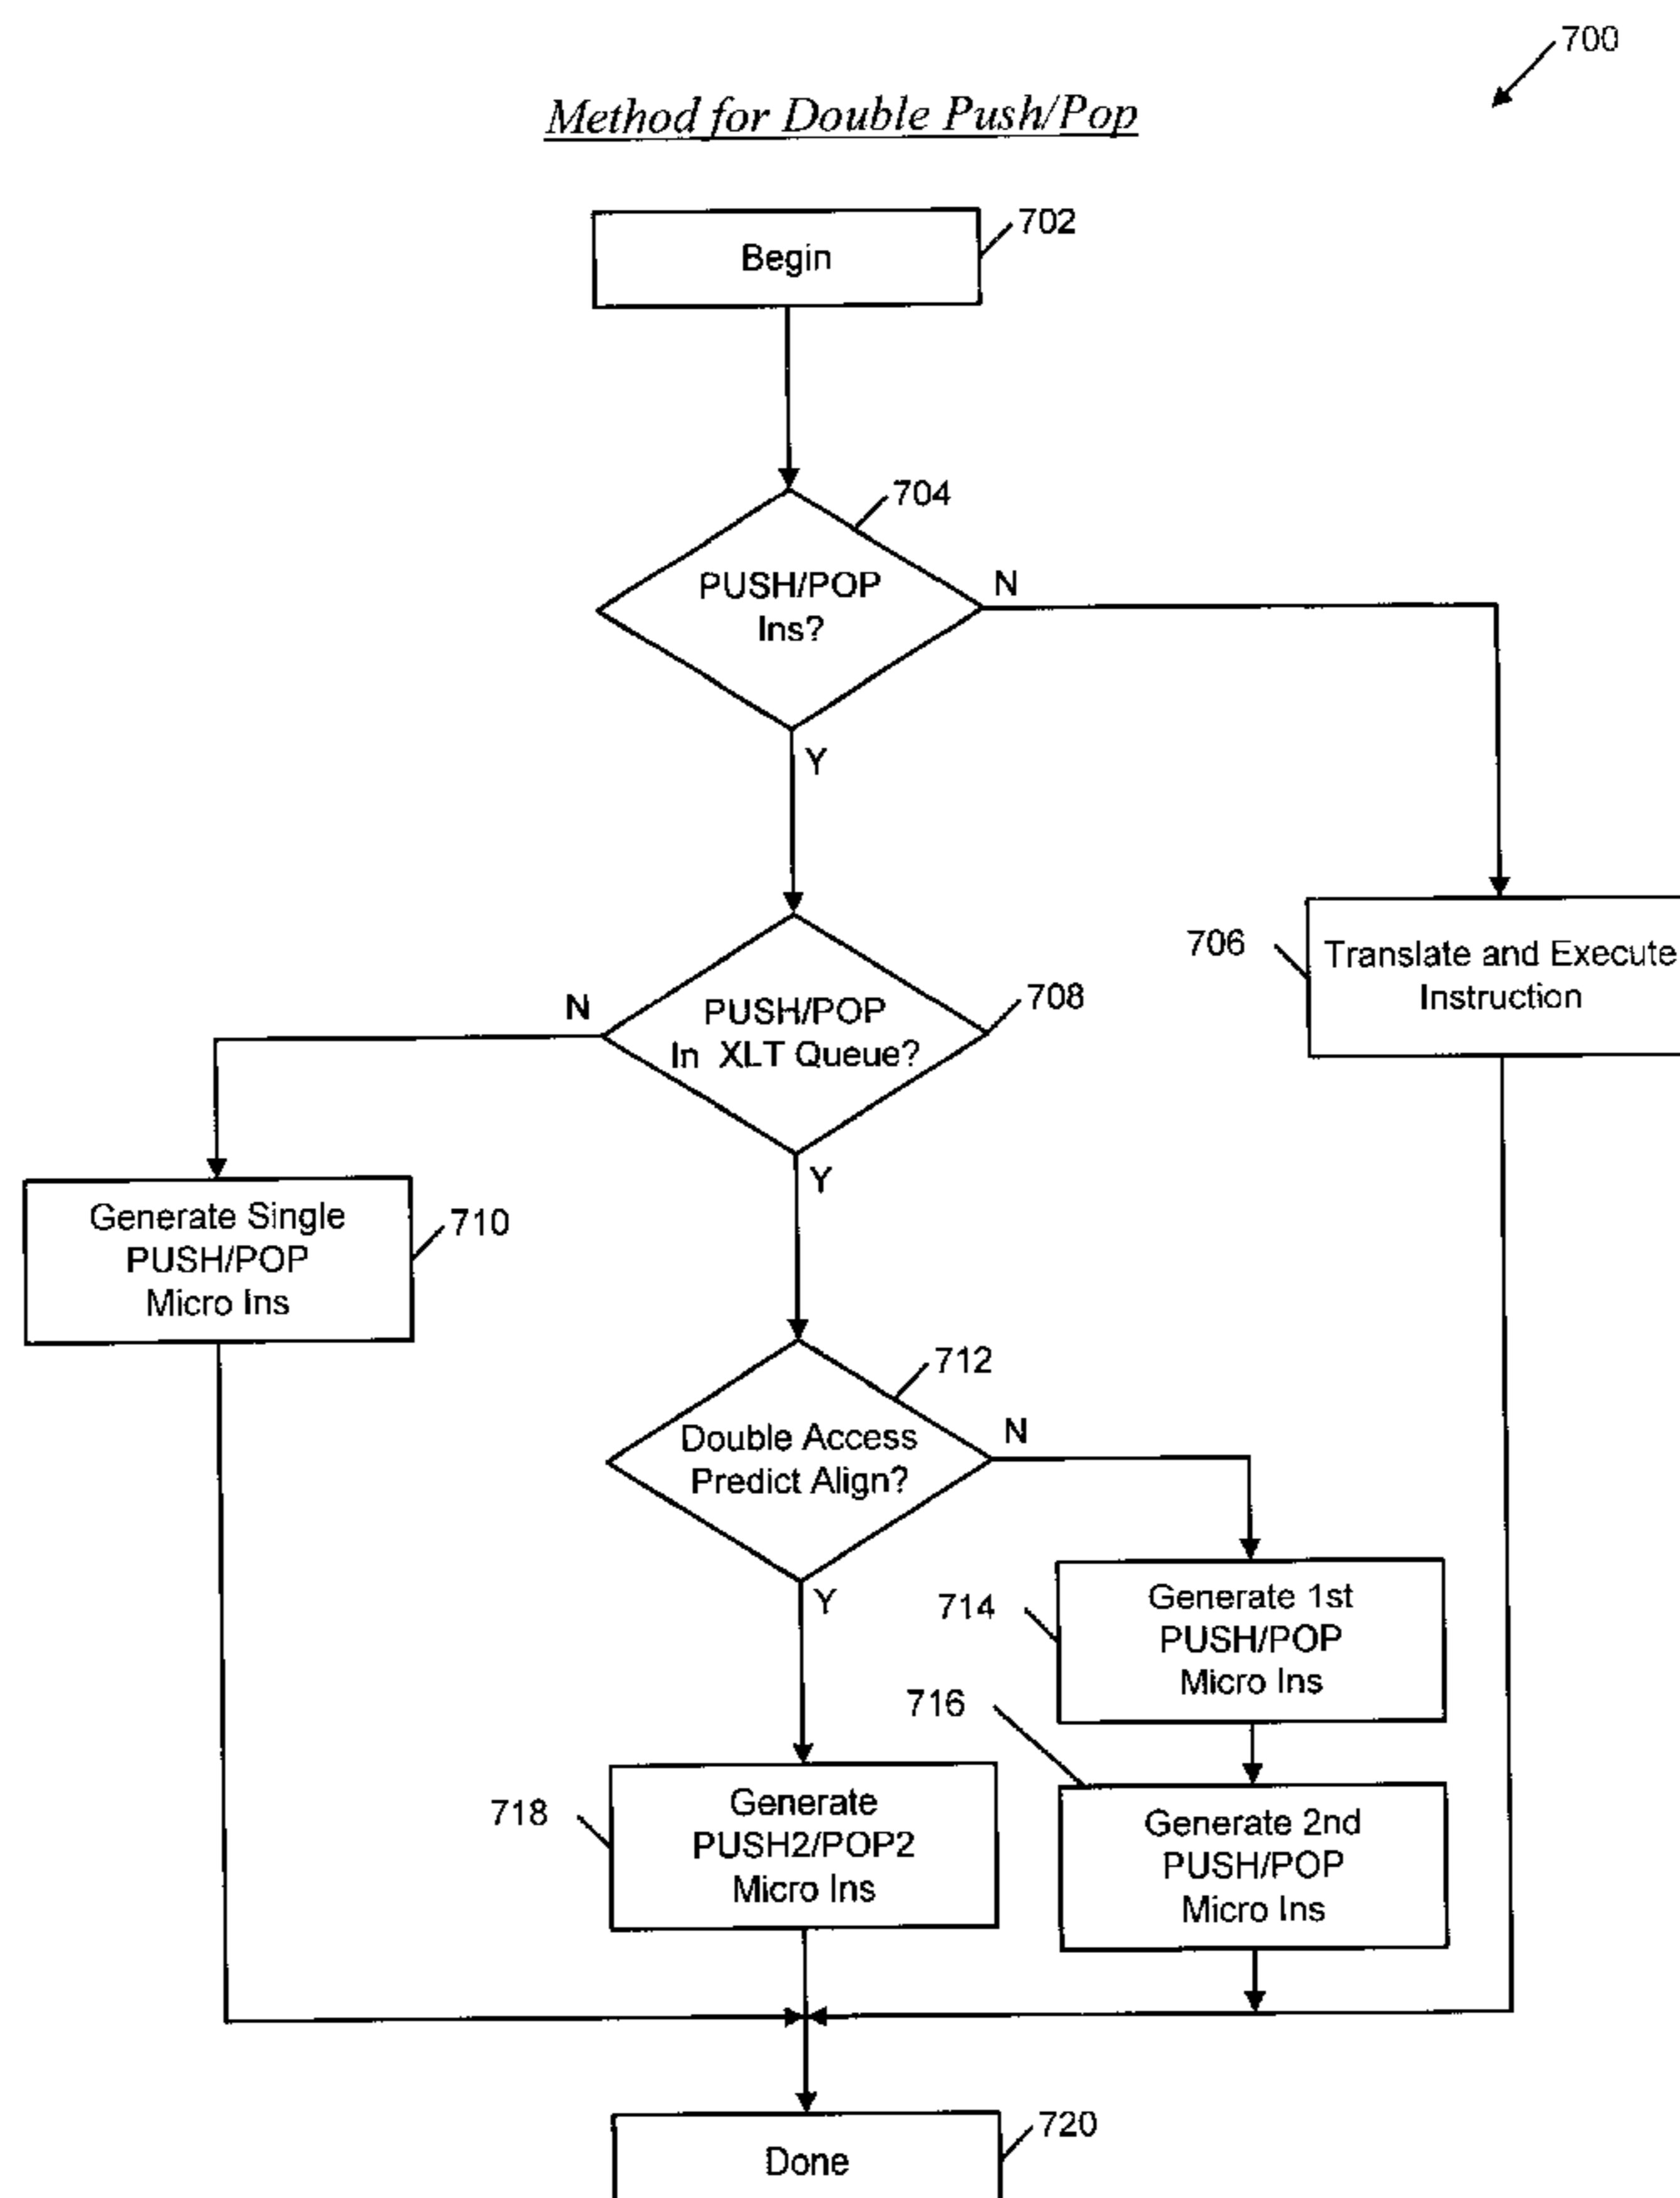 700
Method for Double Push/Pop
702
Begin
704
PUSH/POP
Ins?
N
Y
706
Translate and Execute
Instruction
708
PUSH/POP
In XLT Queue?
N
Y
710
Generate Single
PUSH/POP
Micro Ins
712
Double Access
Predict Align?
N
Y
714
Generate 1st
PUSH/POP
Micro Ins
716
Generate 2nd
PUSH/POP
Micro Ins
718
Generate
PUSH2/POP2
Micro Ins
720
Done